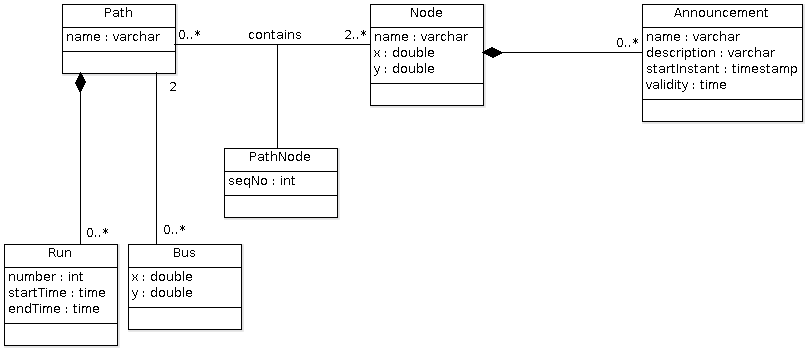 Path
name : varchar
0..*
contains
2..*
Node
name : varchar
x : double
y : double
0..*
Announcement
name : varchar
description : varchar
startInstant : timestamp
validity : time
2
PathNode
seqNo : int
0..*
0..*
Run
number : int
startTime : time
endTime : time
Bus
x : double
y : double